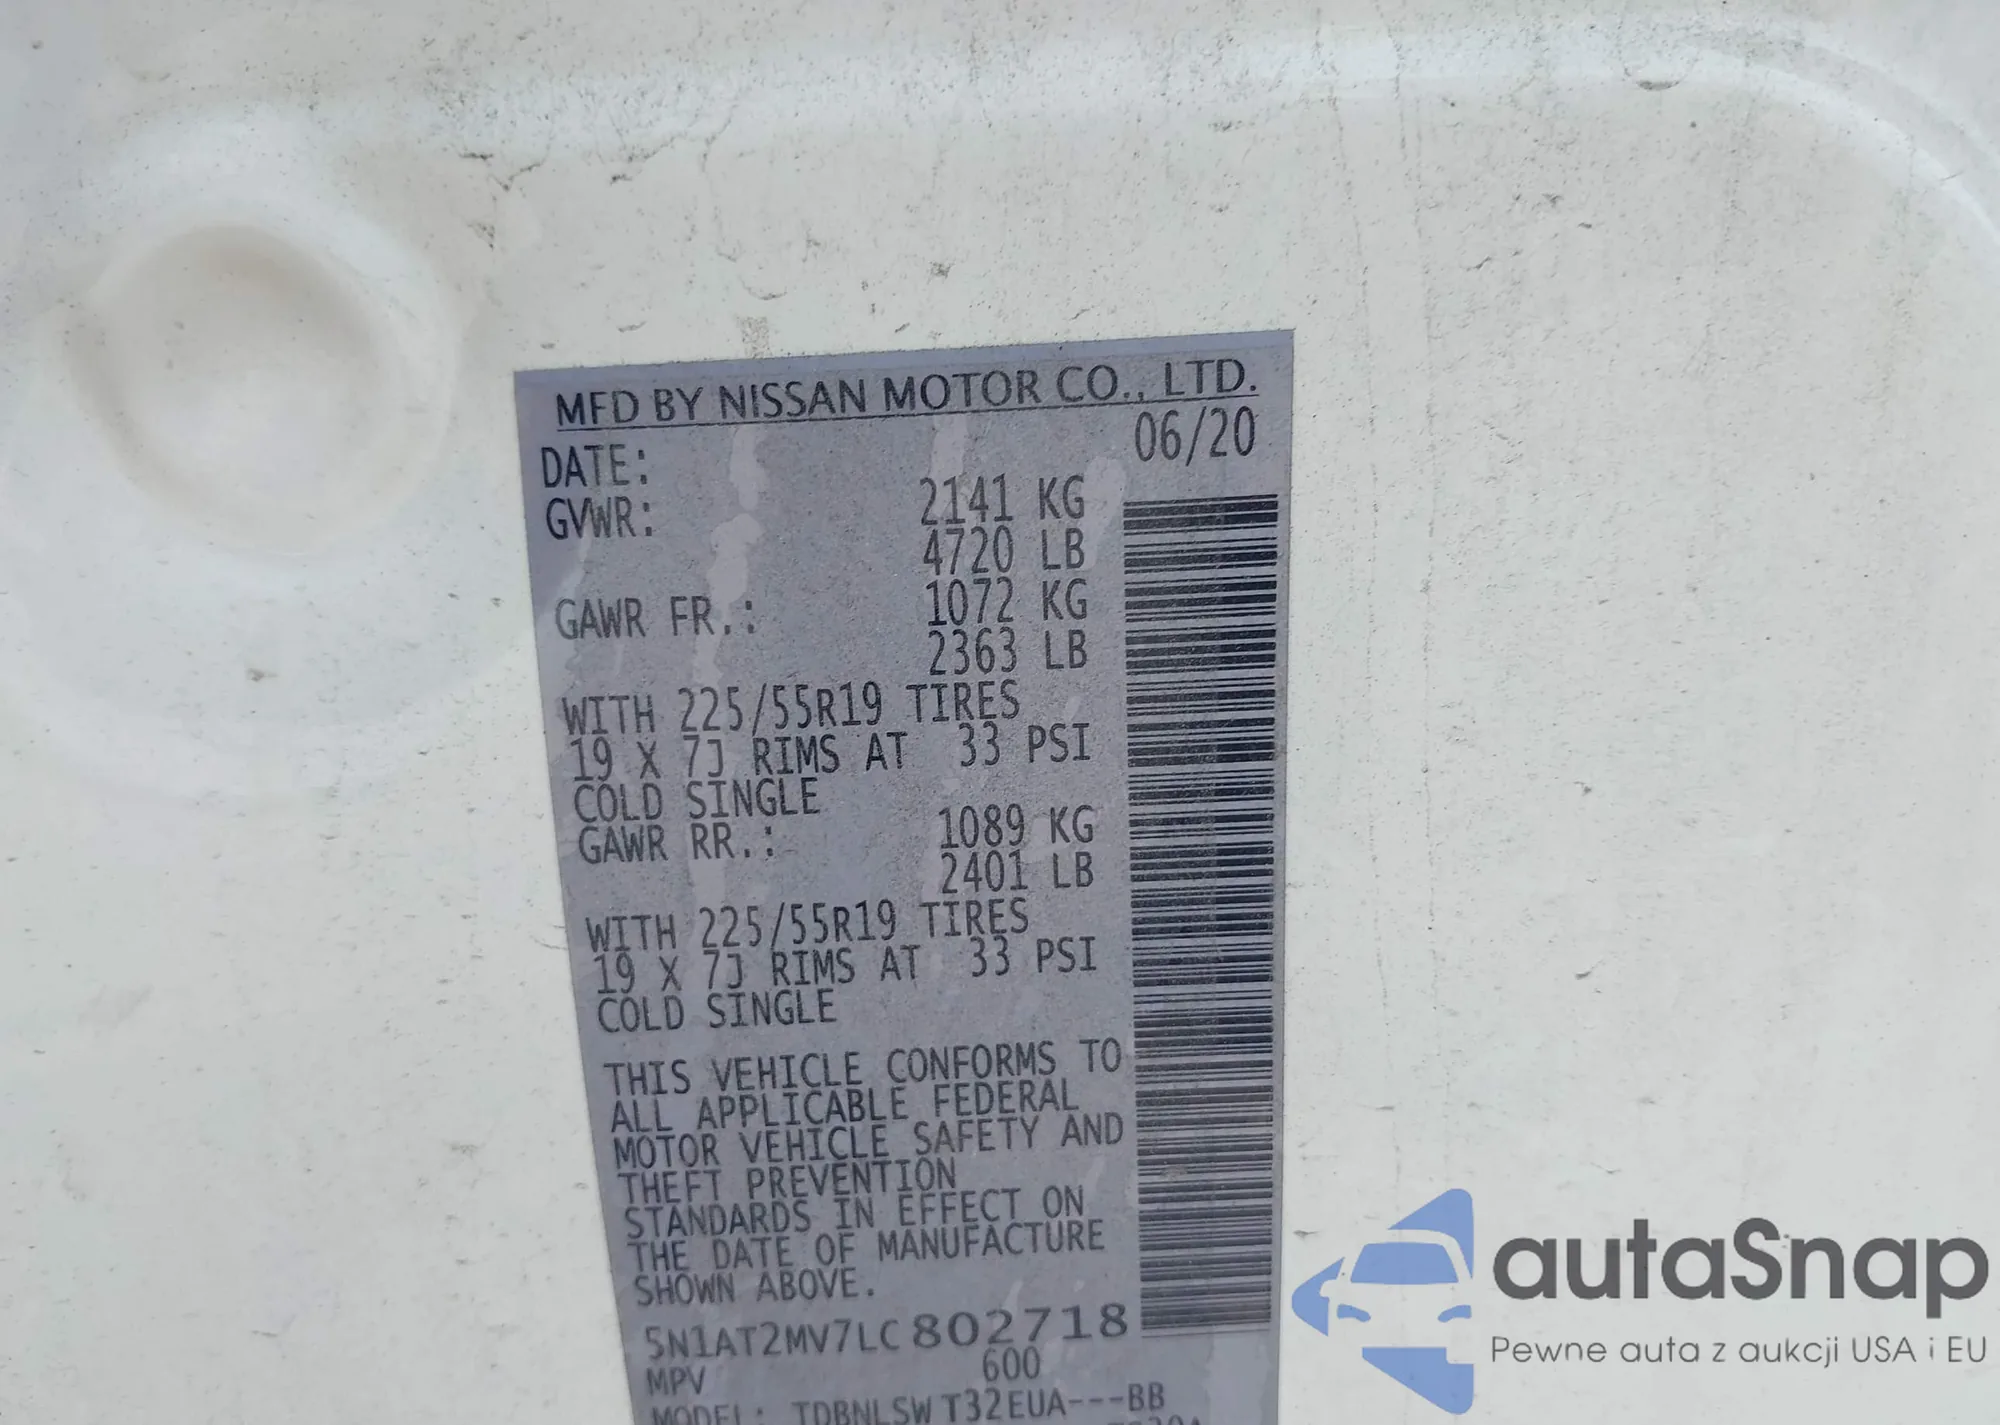 MFD BY NISSAN MOTOR CO., LTD.
DATE: 06/20
GVWR: 2141 KG
4720 LB
GAWR FR.: 1072 KG
2363 LB
WITH 225/55R19 TIRES
19 X 7J RIMS AT 33 PSI
COLD SINGLE
GAWR RR.: 1089 KG
2401 LB
WITH 225/55R19 TIRES
19 X 7J RIMS AT 33 PSI
COLD SINGLE
THIS VEHICLE CONFORMS TO
ALL APPLICABLE FEDERAL
MOTOR VEHICLE SAFETY AND
THEFT PREVENTION
STANDARDS IN EFFECT ON
THE DATE OF MANUFACTURE
SHOWN ABOVE.
5N1AT2MV7LC802718
MPV 600
MODEL: TDBNLSW T32EUA---BB
autaSnap
Pewne auta z aukcji USA i EU